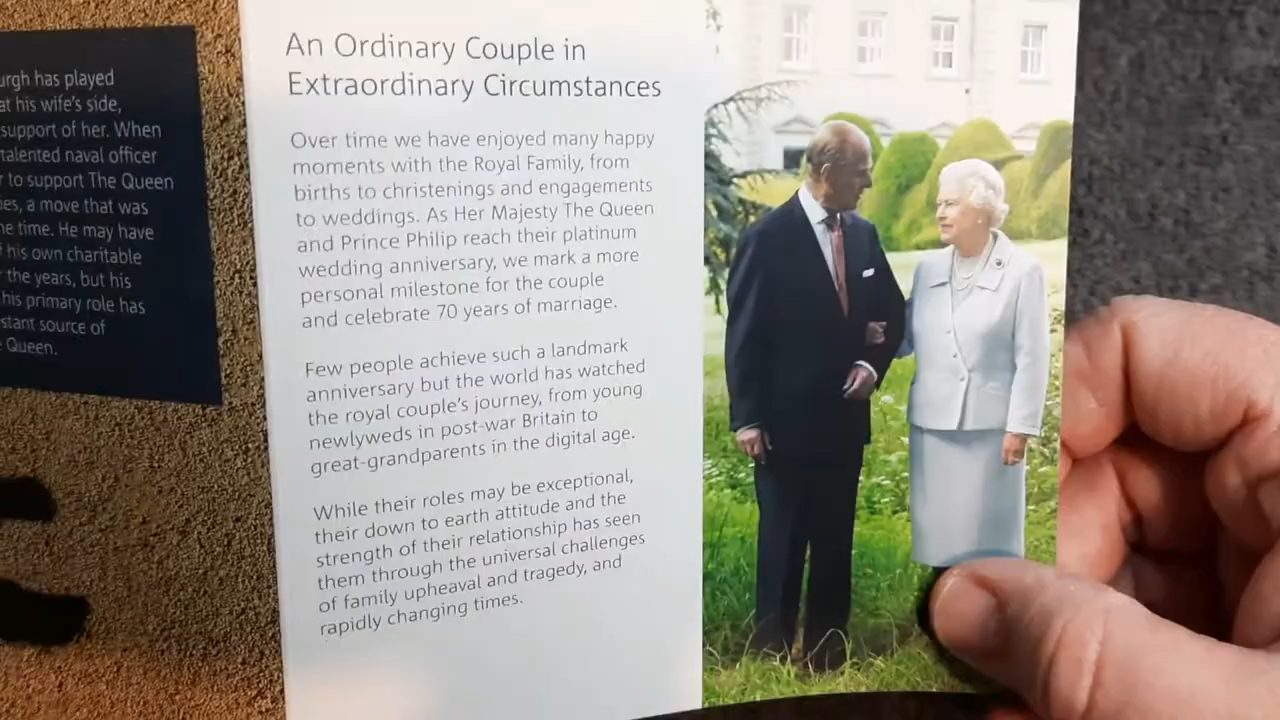 urgh has played
at his wife's side,
support of her. When
talented naval officer
to support The Queen
es, a move that was
e time. He may have
his own charitable
the years, but his
his primary role has
stant source of
Queen.
An Ordinary Couple in
Extraordinary Circumstances
Over time we have enjoyed many happy
moments with the Royal Family, from
births to christenings and engagements
to weddings. As Her Majesty The Queen
and Prince Philip reach their platinum
wedding anniversary, we mark a more
personal milestone for the couple
and celebrate 70 years of marriage.
Few people achieve such a landmark
anniversary but the world has watched
the royal couple's journey, from young
newlyweds in post-war Britain to
great-grandparents in the digital age.
While their roles may be exceptional,
their down to earth attitude and the
strength of their relationship has seen
them through the universal challenges
of family upheaval and tragedy, and
rapidly changing times.